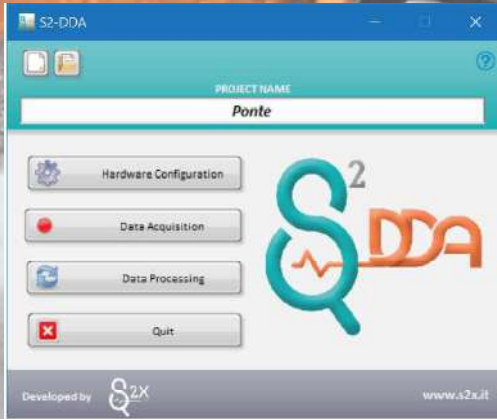 S2-DDA
PROJECT NAME
Ponte
Hardware Configuration
Data Acquisition
Data Processing
Quit
S2 DDA
Developed by S2X
www.s2x.it